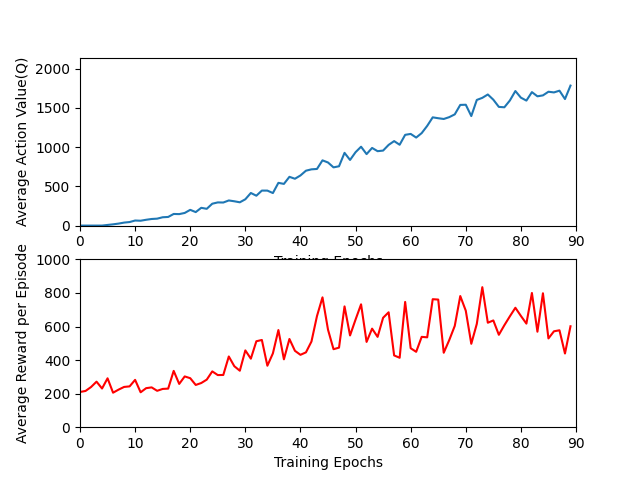 Average Action Value(Q)
2000
1500
1000
500
0
0 10 20 30 40 50 60 70 80 90
Training Epochs
Average Reward per Episode
1000
800
600
400
200
0
0 10 20 30 40 50 60 70 80 90
Training Epochs